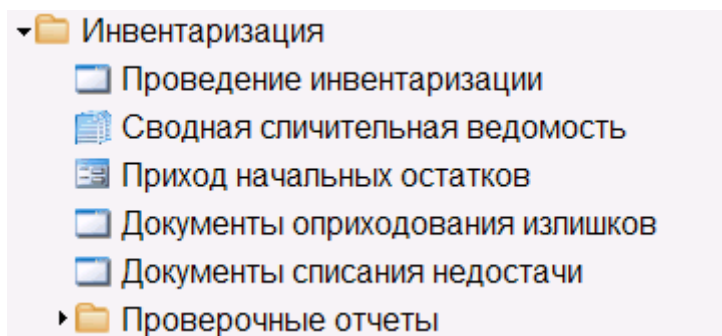 Инвентаризация
Проведение инвентаризации
Сводная сличительная ведомость
Приход начальных остатков
Документы оприходования излишков
Документы списания недостачи
Проверочные отчеты